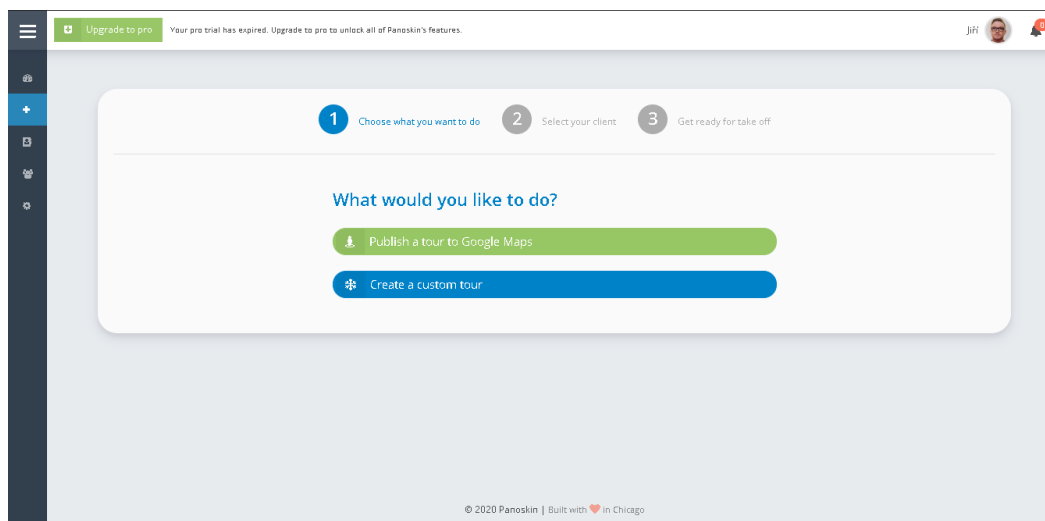 Upgrade to pro Your pro trial has expired. Upgrade to pro to unlock all of Panoskin's features. Jiří 0
1 Choose what you want to do 2 Select your client 3 Get ready for take off
What would you like to do?
Publish a tour to Google Maps
Create a custom tour
© 2020 Panoskin | Built with in Chicago